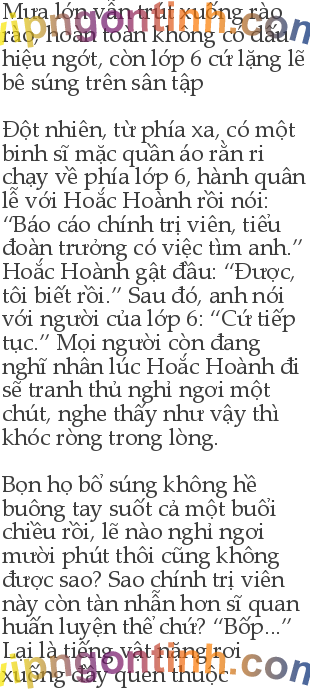 Mưa lớn vẫn trút xuống rào
rào, hoàn toàn không có dấu
hiệu ngớt, còn lớp 6 cứ lặng lẽ
bê súng trên sân tập
Đột nhiên, từ phía xa, có một
binh sĩ mặc quần áo rằn ri
chạy về phía lớp 6, hành quân
lễ với Hoắc Hoành rồi nói:
“Báo cáo chính trị viên, tiểu
đoàn trưởng có việc tìm anh.”
Hoắc Hoành gật đầu: “Được,
tôi biết rồi.” Sau đó, anh nói
với người của lớp 6: “Cứ tiếp
tục.” Mọi người còn đang
nghĩ nhân lúc Hoắc Hoành đi
sẽ tranh thủ nghỉ ngơi một
chút, nghe thấy như vậy thì
khóc ròng trong lòng.
Bọn họ bổ súng không hề
buông tay suốt cả một buổi
chiều rồi, lẽ nào nghỉ ngơi
mười phút thôi cũng không
được sao? Sao chính trị viên
này còn tàn nhẫn hơn sĩ quan
huấn luyện thể chứ? “Bốp...”
Lại là tiếng vật nặng rơi
xuống đầy quen thuộc